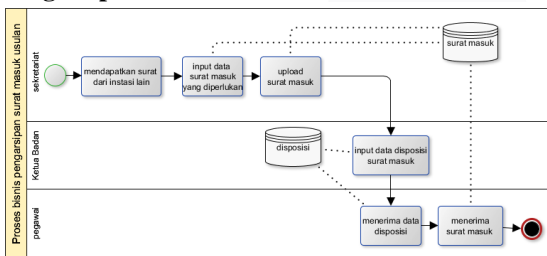 Proses bisnis pengarsipan surat masuk usulan
sekretariat
mendapatkan surat
dari instasi lain
input data
surat masuk
yang diperlukan
upload
surat masuk
surat masuk
Ketua Badan
disposisi
input data disposisi
surat masuk
pegawai
menerima data
disposisi
menerima
surat masuk